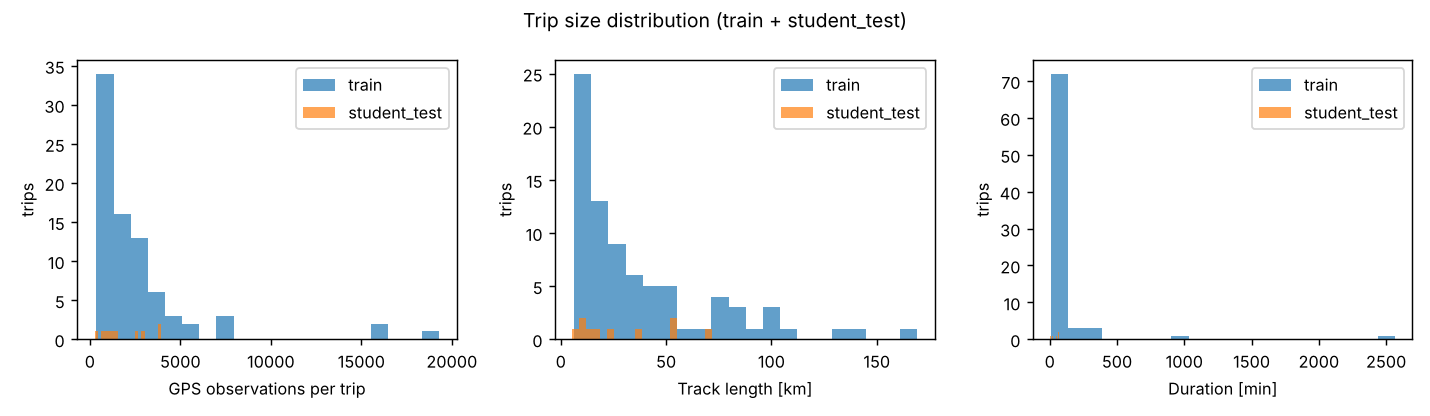 Trip size distribution (train + student_test)
35
30
25
20
15
10
5
0
trips
0 5000 10000 15000 20000
GPS observations per trip
train
student_test
25
20
15
10
5
0
trips
0 50 100 150
Track length [km]
train
student_test
70
60
50
40
30
20
10
0
trips
0 500 1000 1500 2000 2500
Duration [min]
train
student_test